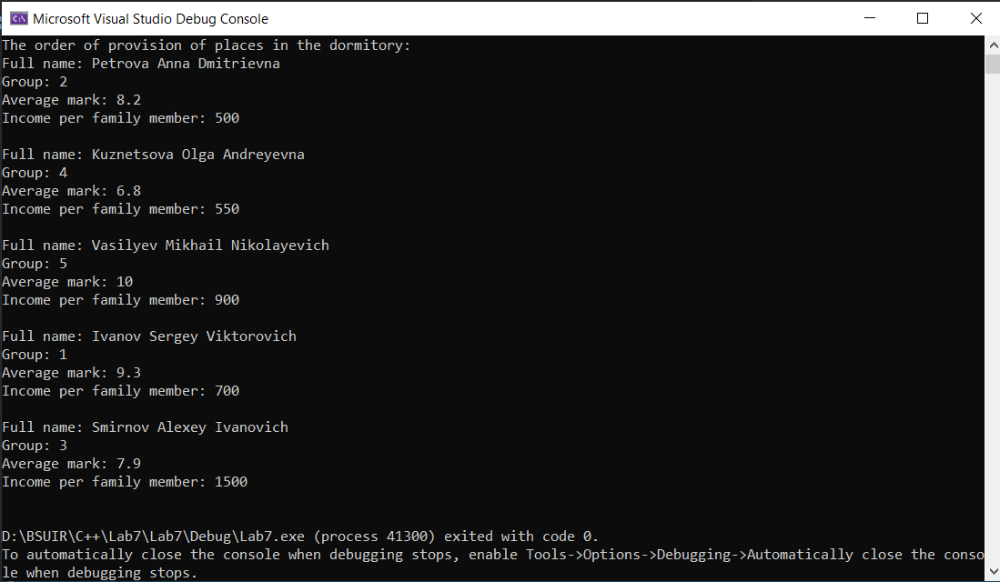 Microsoft Visual Studio Debug Console
The order of provision of places in the dormitory:
Full name: Petrova Anna Dmitrievna
Group: 2
Average mark: 8.2
Income per family member: 500
Full name: Kuznetsova Olga Andreyevna
Group: 4
Average mark: 6.8
Income per family member: 550
Full name: Vasilyev Mikhail Nikolayevich
Group: 5
Average mark: 10
Income per family member: 900
Full name: Ivanov Sergey Viktorovich
Group: 1
Average mark: 9.3
Income per family member: 700
Full name: Smirnov Alexey Ivanovich
Group: 3
Average mark: 7.9
Income per family member: 1500
D:\BSUIR\C++\Lab7\Lab7\Debug\Lab7.exe (process 41300) exited with code 0.
To automatically close the console when debugging stops, enable Tools->Options->Debugging->Automatically close the conso
le when debugging stops.